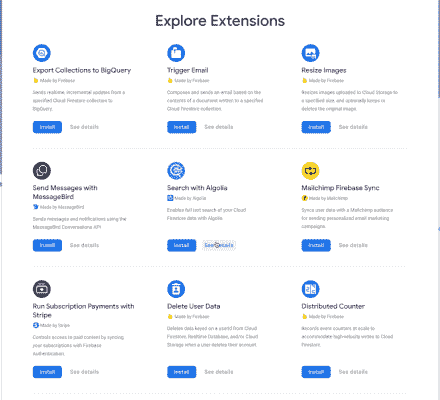 Explore Extensions
Export Collections to BigQuery
Made by Firebase
Sends realtime, incremental updates from a
specified Cloud Firestore collection to
BigQuery.
Install
See details
Trigger Email
Made by Firebase
Composes and sends an email based on the
contents of a document written to a specified
Cloud Firestore collection.
Install
See details
Resize Images
Made by Firebase
Resizes images uploaded to Cloud Storage to
a specified size, and optionally keeps or
deletes the original image.
Install
See details
Send Messages with
MessageBird
Made by MessageBird
Sends messages and notifications using the
MessageBird Conversations API
Install
See details
Search with Algolia
Made by Algolia
Enables full text search of your Cloud
Firestore data with Algolia.
Install
See details
Mailchimp Firebase Sync
Made by Mailchimp
Syncs user data with a Mailchimp audience
for sending personalized email marketing
campaigns.
Install
See details
Run Subscription Payments with
Stripe
Made by Stripe
Controls access to paid content by syncing
your subscriptions with Firebase
Authentication.
Install
See details
Delete User Data
Made by Firebase
Deletes data keyed on a userId from Cloud
Firestore, Realtime Database, and/or Cloud
Storage when a user deletes their account.
Install
See details
Distributed Counter
Made by Firebase
Records event counters at scale to
accommodate high-velocity writes to Cloud
Firestore.
Install
See details